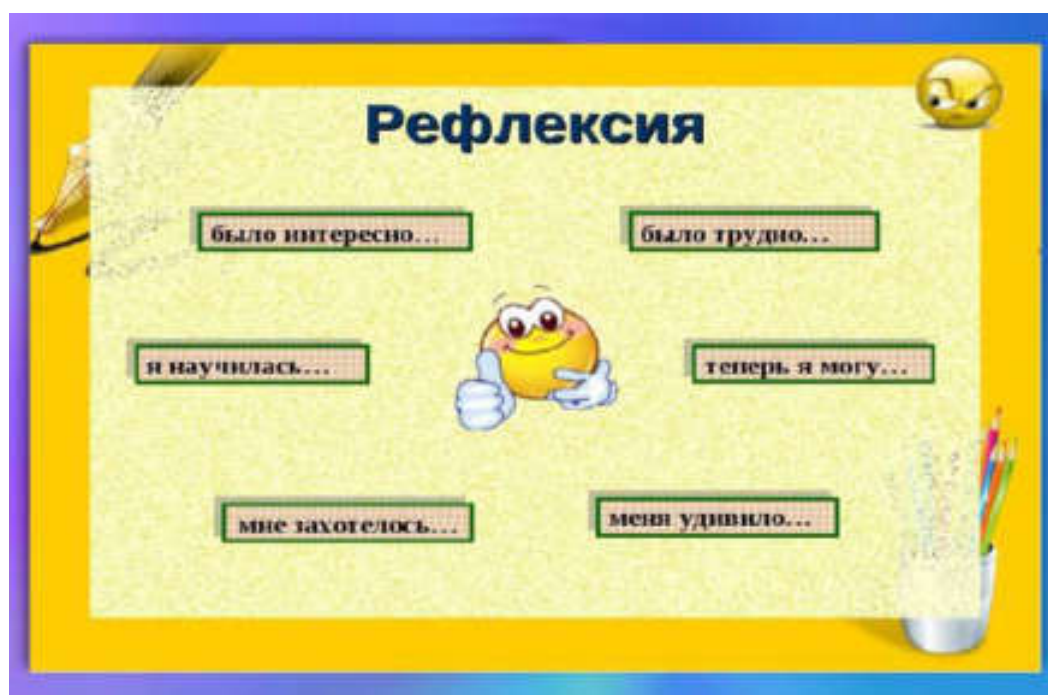 Рефлексия
было интересно...
было трудно...
я научилась...
теперь я могу...
мне захотелось...
меня удивило...